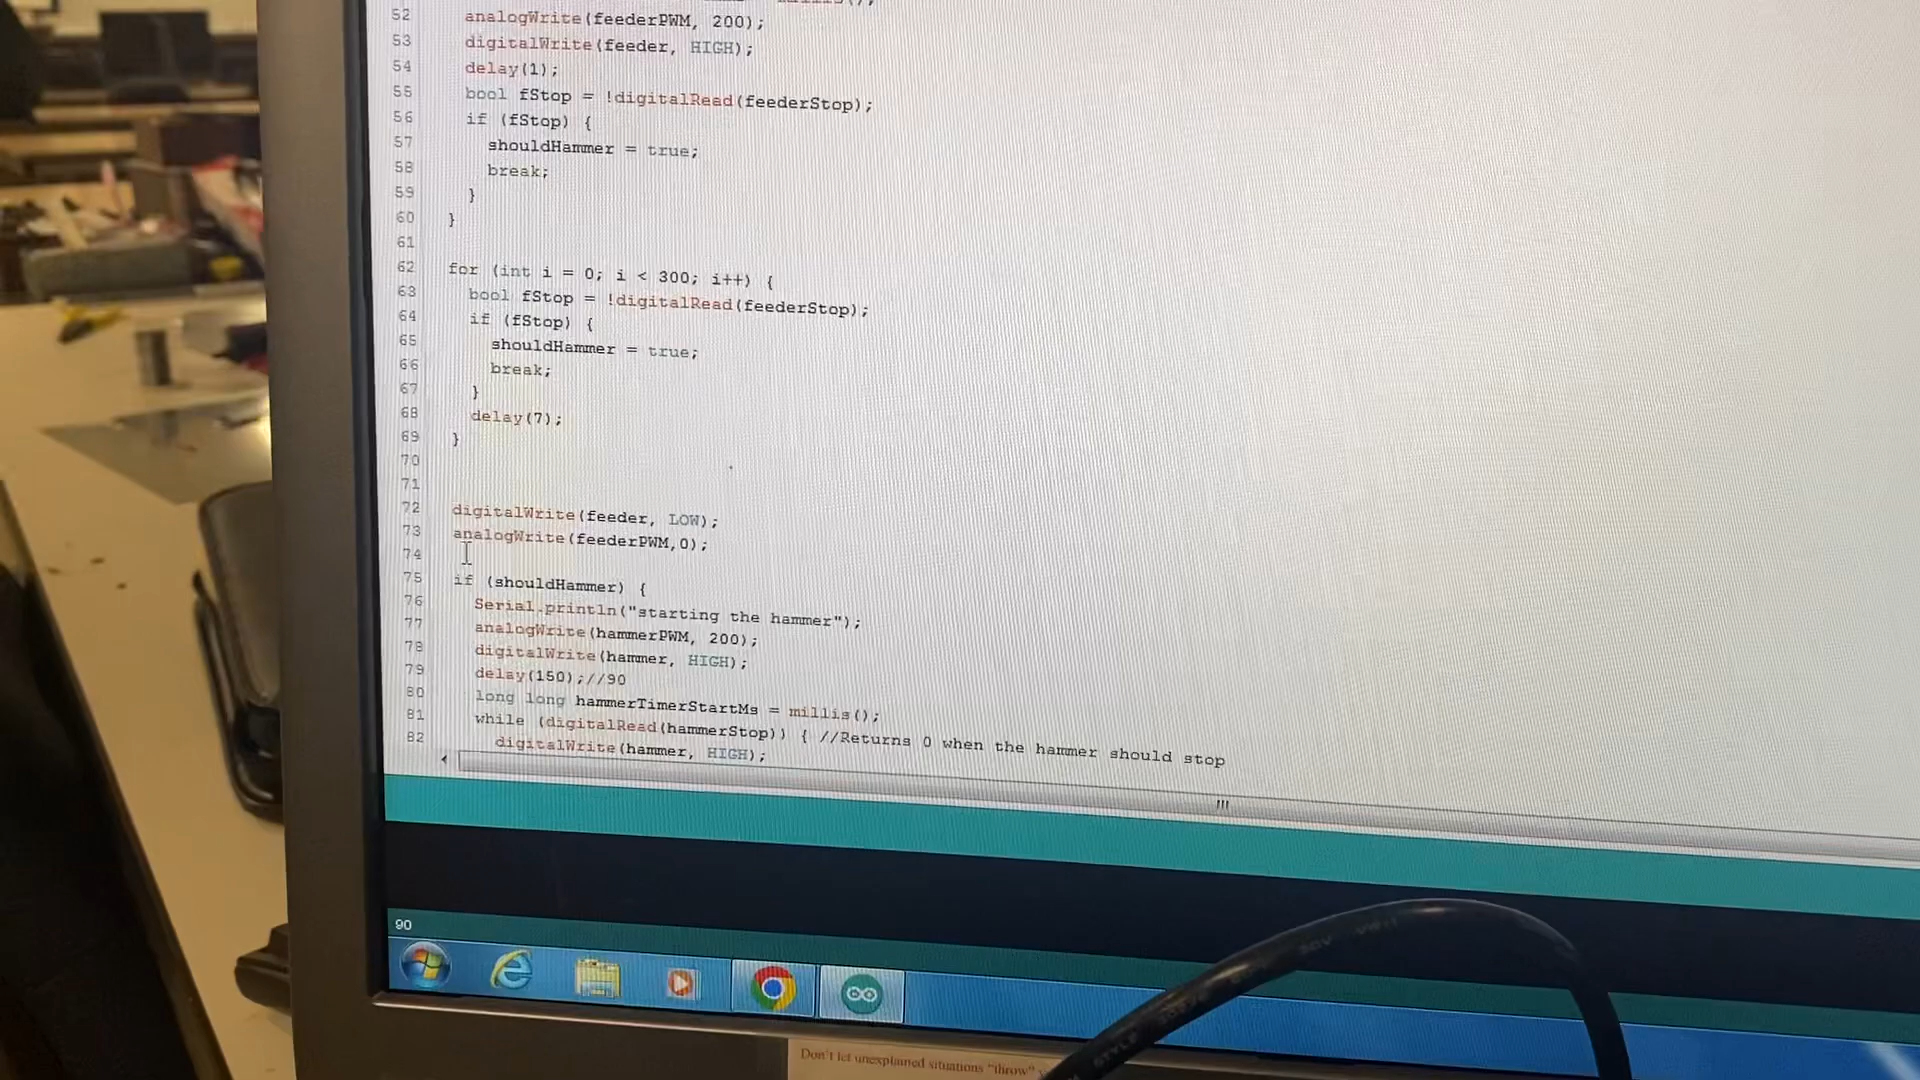 52 analogWrite(feederPWM, 200);
53 digitalWrite(feeder, HIGH);
54 delay(1);
55 bool fStop = !digitalRead(feederStop);
56 if (fStop) {
57 shouldHammer = true;
58 break;
59 }
60 }
61
62 for (int i = 0; i < 300; i++) {
63 bool fStop = !digitalRead(feederStop);
64 if (fStop) {
65 shouldHammer = true;
66 break;
67 }
68 delay(7);
69 }
70
71
72 digitalWrite(feeder, LOW);
73 analogWrite(feederPWM,0);
74
75 if (shouldHammer) {
76 Serial.println("starting the hammer");
77 analogWrite(hammerPWM, 200);
78 digitalWrite(hammer, HIGH);
79 delay(150);//90
80 long long hammerTimerStartMs = millis();
81 while (digitalRead(hammerStop)) { //Returns 0 when the hammer should stop
82 digitalWrite(hammer, HIGH);
90
Don't let unexplained situations "throw"